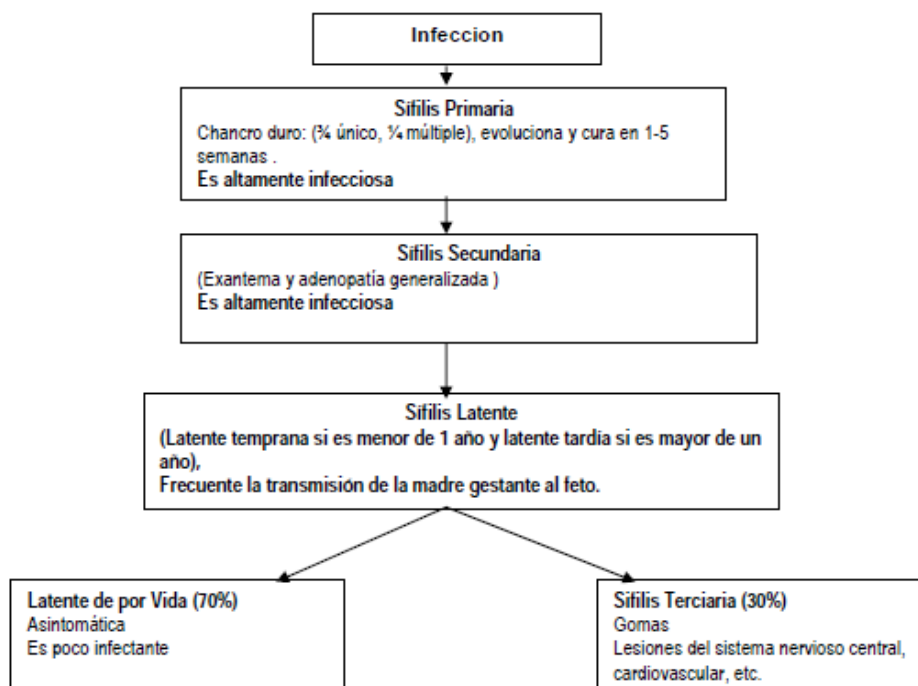 Infeccion
Sífilis Primaria
Chancro duro: (¾ único, ¼ múltiple), evoluciona y cura en 1-5
semanas .
Es altamente infecciosa
Sífilis Secundaria
(Exantema y adenopatía generalizada )
Es altamente infecciosa
Sífilis Latente
(Latente temprana si es menor de 1 año y latente tardía si es mayor de un
año),
Frecuente la transmisión de la madre gestante al feto.
Latente de por Vida (70%)
Asintomática
Es poco infectante
Sífilis Terciaria (30%)
Gomas
Lesiones del sistema nervioso central,
cardiovascular, etc.